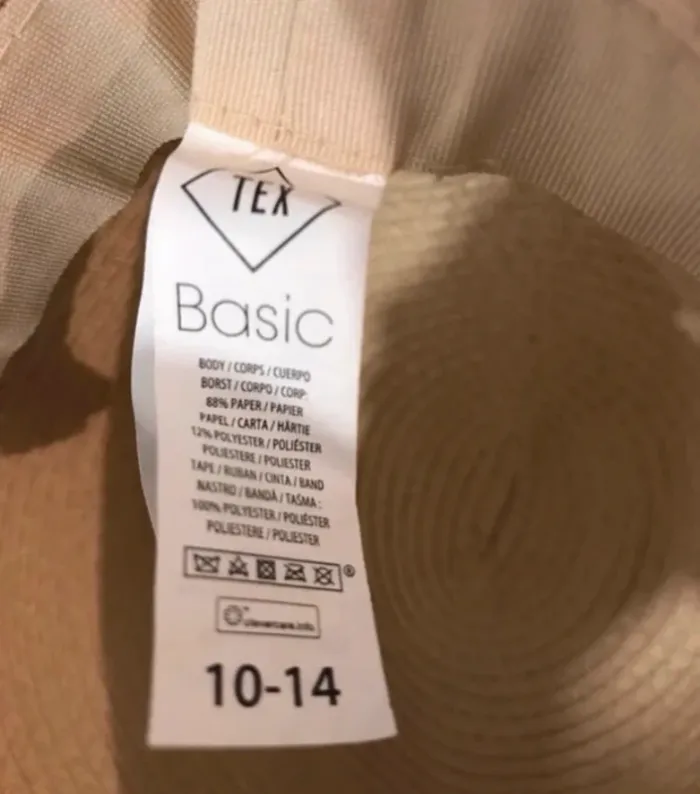 TEX
Basic
BODY / CORPS / CUERPO
BORST / CORPO / CORP:
88% PAPER / PAPIER
PAPEL / CARTA / HÂRTIE
12% POLYESTER / POLIÉSTER
POLIESTERE / POLIESTER
TAPE / RUBAN / CINTA / BAND
NASTRO / BANDĂ / TAŚMA :
100% POLYESTER / POLIÉSTER
POLIESTERE / POLIESTER
®
clevercare.info
10-14